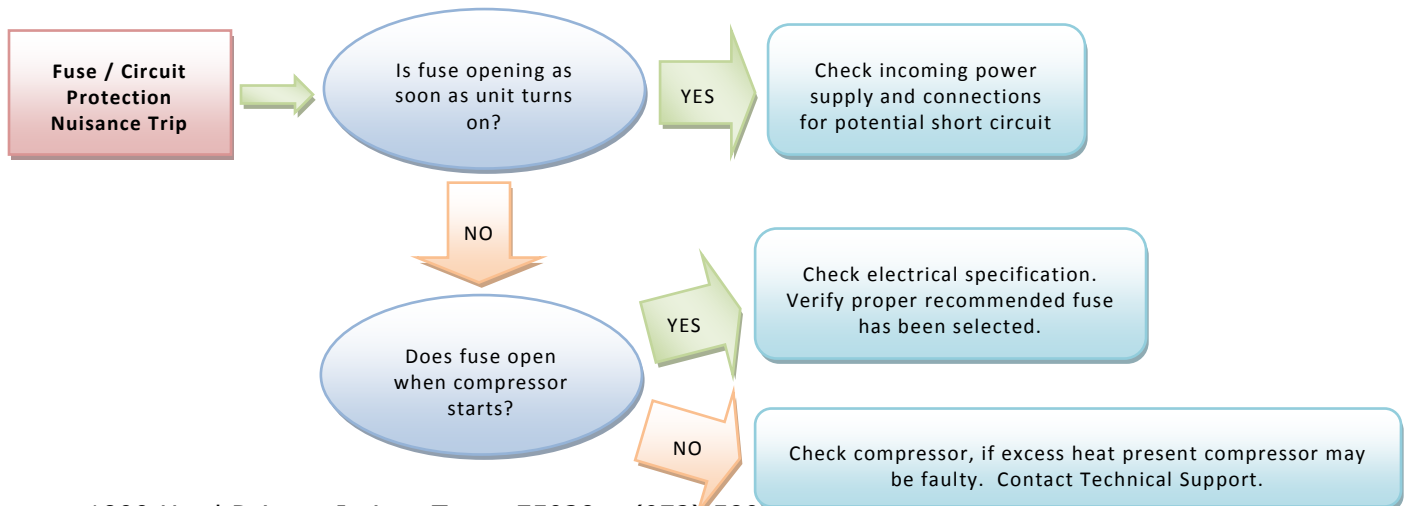 Fuse / Circuit
Protection
Nuisance Trip
Is fuse opening as
soon as unit turns
on?
YES
Check incoming power
supply and connections
for potential short circuit
NO
Does fuse open
when compressor
starts?
YES
Check electrical specification.
Verify proper recommended fuse
has been selected.
NO
Check compressor, if excess heat present compressor may
be faulty. Contact Technical Support.